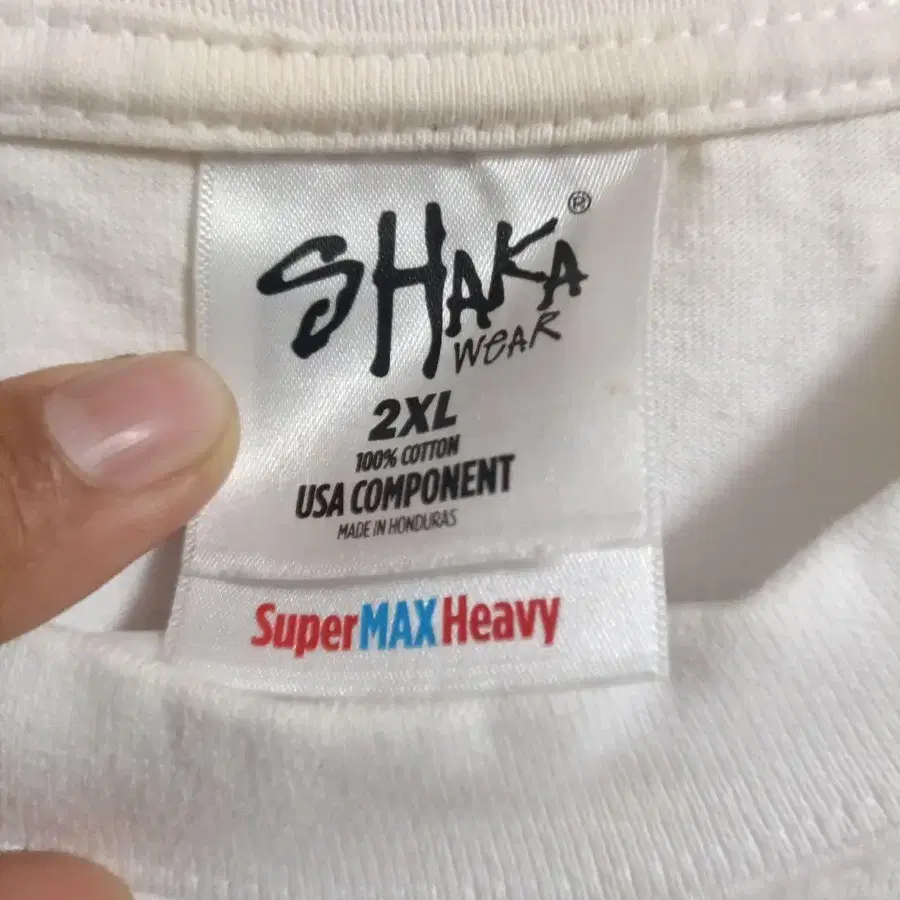 SHAKA ®
WEAR
2XL
100% COTTON
USA COMPONENT
MADE IN HONDURAS
SuperMAXHeavy